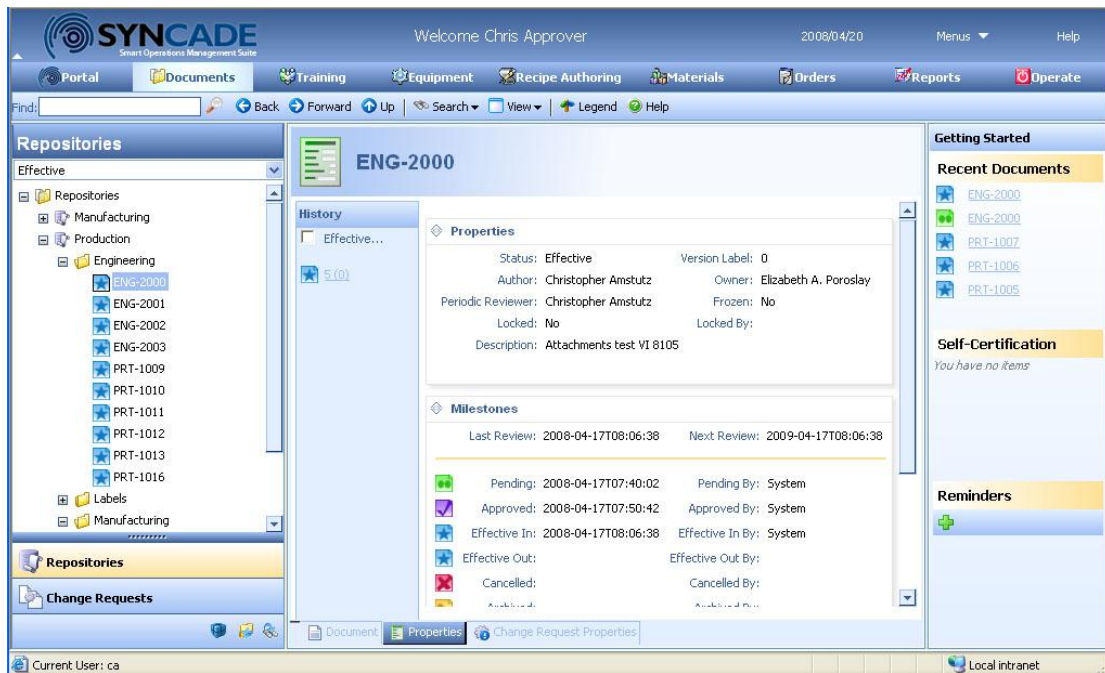 SYNCADE
Smart Operations Management Suite
Welcome Chris Approver
2008/04/20
Menus
Help
Portal
Documents
Training
Equipment
Recipe Authoring
Materials
Orders
Reports
Operate
Find:
Back
Forward
Up
Search
View
Legend
Help
Repositories
Effective
Repositories
Manufacturing
Production
Engineering
ENG-2000
ENG-2001
ENG-2002
ENG-2003
PRT-1009
PRT-1010
PRT-1011
PRT-1012
PRT-1013
PRT-1016
Labels
Manufacturing
Repositories
Change Requests
ENG-2000
History
Effective...
5 (0)
Properties
Status: Effective Version Label: 0
Author: Christopher Amstutz Owner: Elizabeth A. Poroslay
Periodic Reviewer: Christopher Amstutz Frozen: No
Locked: No Locked By:
Description: Attachments test VI 8105
Milestones
Last Review: 2008-04-17T08:06:38 Next Review: 2009-04-17T08:06:38
Pending: 2008-04-17T07:40:02 Pending By: System
Approved: 2008-04-17T07:50:42 Approved By: System
Effective In: 2008-04-17T08:06:38 Effective In By: System
Effective Out: Effective Out By:
Cancelled: Cancelled By:
Document
Properties
Change Request Properties
Getting Started
Recent Documents
ENG-2000
ENG-2000
PRT-1007
PRT-1006
PRT-1005
Self-Certification
You have no items
Reminders
Current User: ca
Local intranet